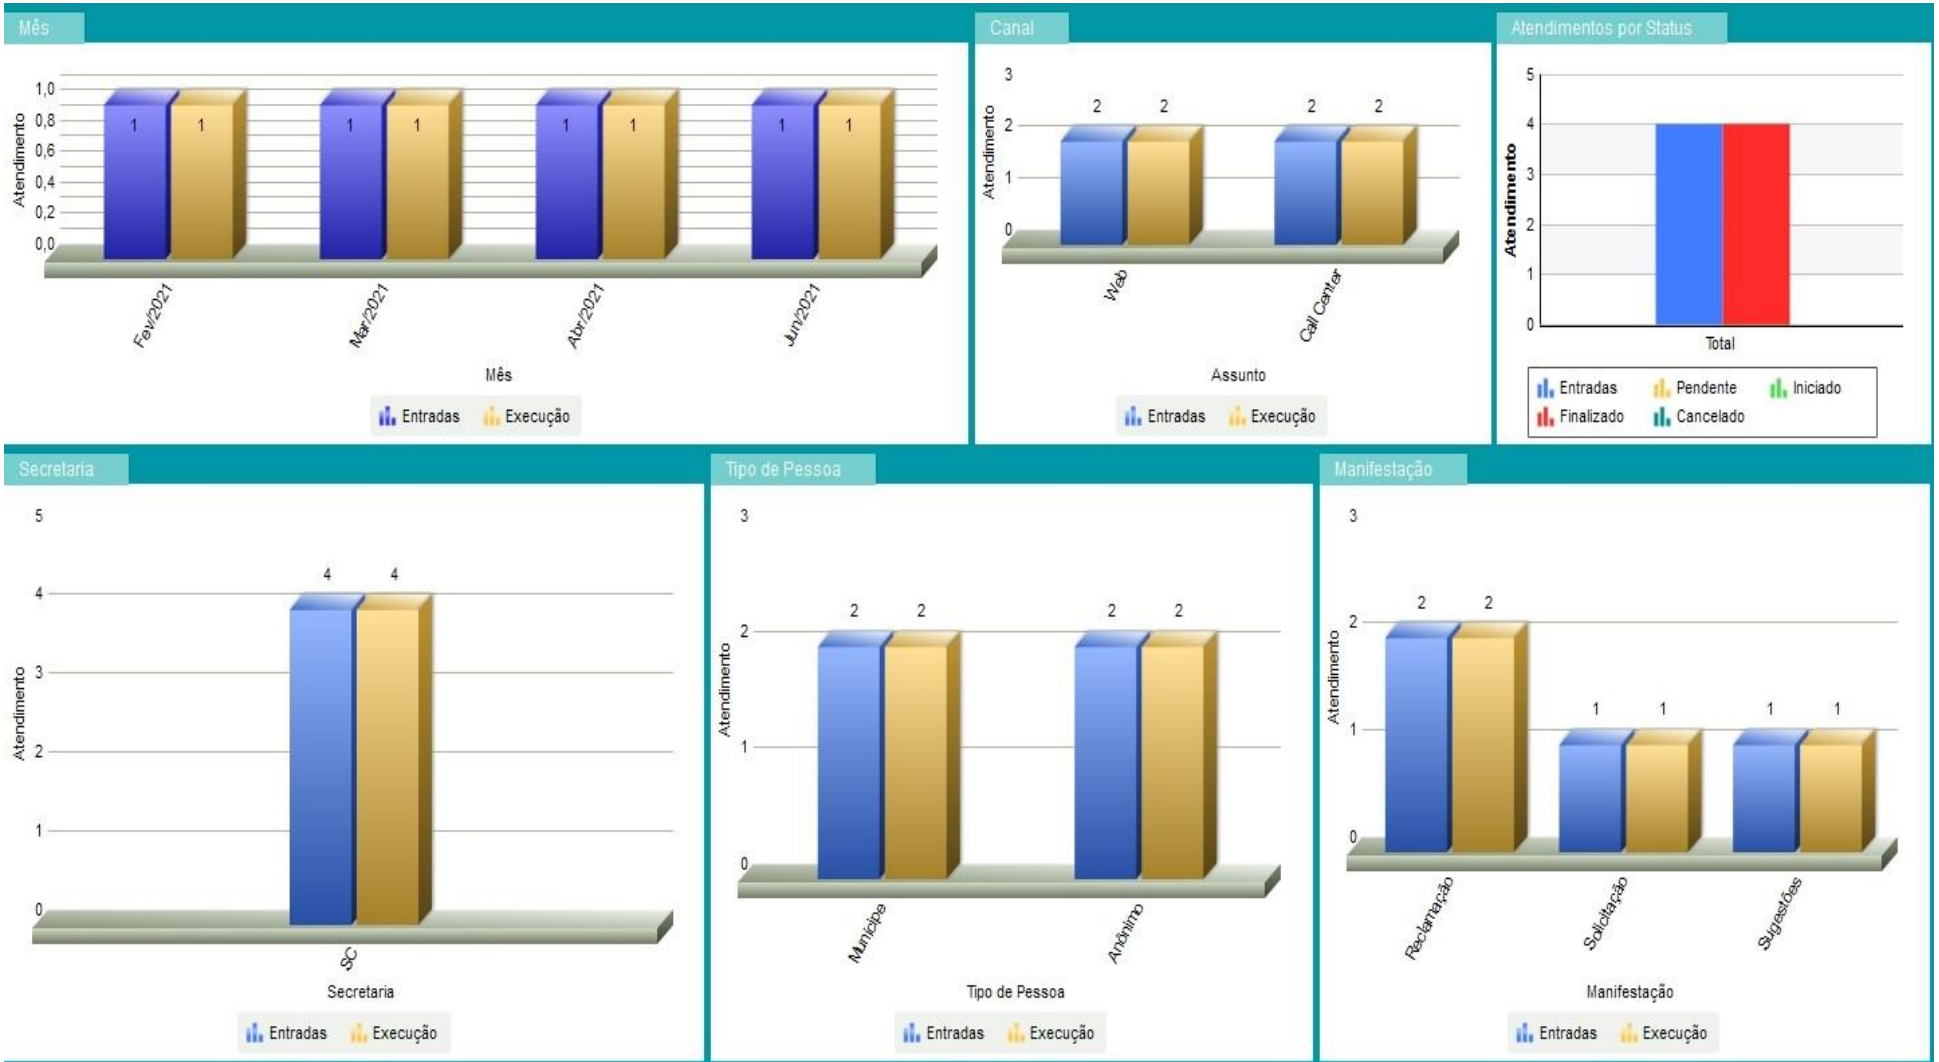 Mês
1,0
0,8
0,6
0,4
0,2
0,0
Atendimento
1 1 1 1 1 1 1 1
Fev/2021 Mar/2021 Abr/2021 Jun/2021
Mês
Entradas Execução
Canal
3
2
1
0
Atendimento
2 2 2 2
Web Call Center
Assunto
Entradas Execução
Atendimentos por Status
5
4
3
2
1
0
Atendimento
Total
Entradas Pendente Iniciado
Finalizado Cancelado
Secretaria
5
4
3
2
1
0
Atendimento
4 4
SC
Secretaria
Entradas Execução
Tipo de Pessoa
3
2
1
0
Atendimento
2 2 2 2
Munícipe Anônimo
Tipo de Pessoa
Entradas Execução
Manifestação
3
2
1
0
Atendimento
2 2 1 1 1 1
Reclamação Solicitação Sugestões
Manifestação
Entradas Execução